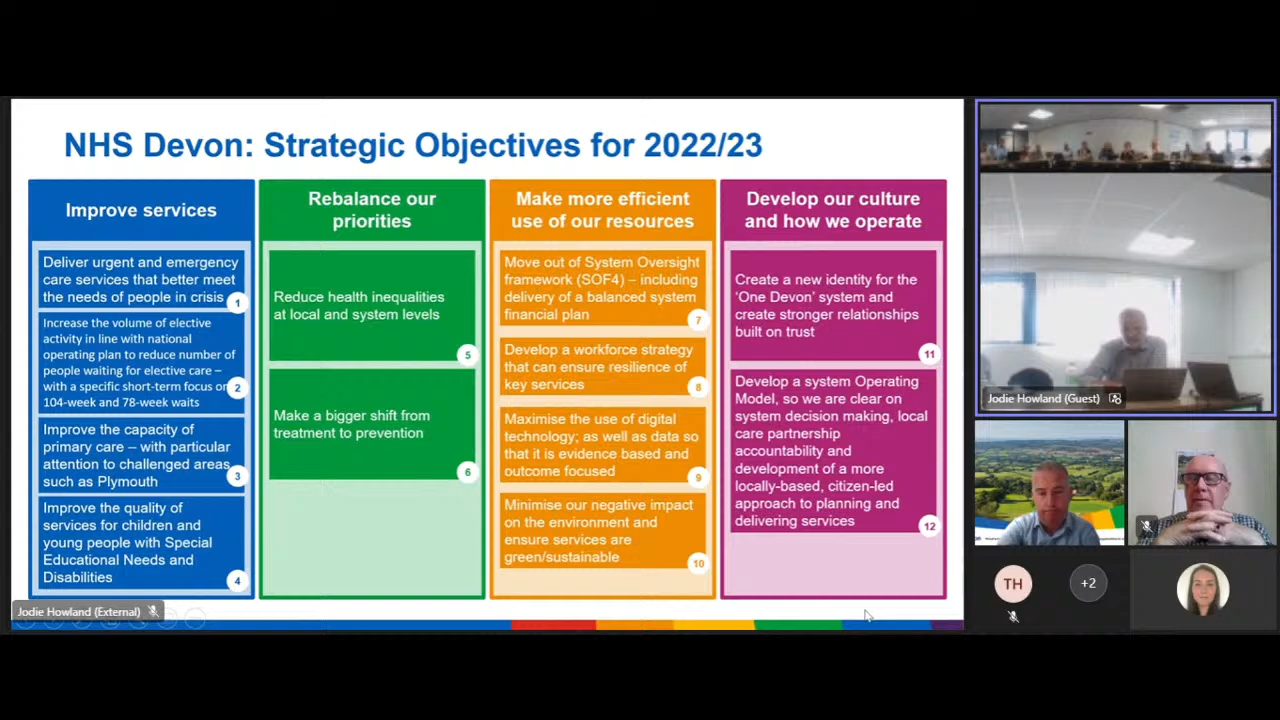 NHS Devon: Strategic Objectives for 2022/23
Improve services
Deliver urgent and emergency
care services that better meet
the needs of people in crisis
1
Increase the volume of elective
activity in line with national
operating plan to reduce number of
people waiting for elective care –
with a specific short-term focus on
104-week and 78-week waits
2
Improve the capacity of
primary care – with particular
attention to challenged areas
such as Plymouth
3
Improve the quality of
services for children and
young people with Special
Educational Needs and
Disabilities
4
Rebalance our
priorities
Reduce health inequalities
at local and system levels
5
Make a bigger shift from
treatment to prevention
6
Make more efficient
use of our resources
Move out of System Oversight
framework (SOF4) – including
delivery of a balanced system
financial plan
7
Develop a workforce strategy
that can ensure resilience of
key services
8
Maximise the use of digital
technology; as well as data so
that it is evidence based and
outcome focused
9
Minimise our negative impact
on the environment and
ensure services are
green/sustainable
10
Develop our culture
and how we operate
Create a new identity for the
'One Devon' system and
create stronger relationships
built on trust
11
Develop a system Operating
Model, so we are clear on
system decision making, local
care partnership
accountability and
development of a more
locally-based, citizen-led
approach to planning and
delivering services
12
Jodie Howland (External)
Jodie Howland (Guest)
TH
+2